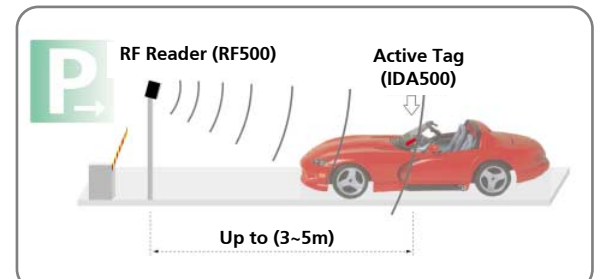 P
RF Reader (RF500)
Active Tag
(IDA500)
Up to (3~5m)